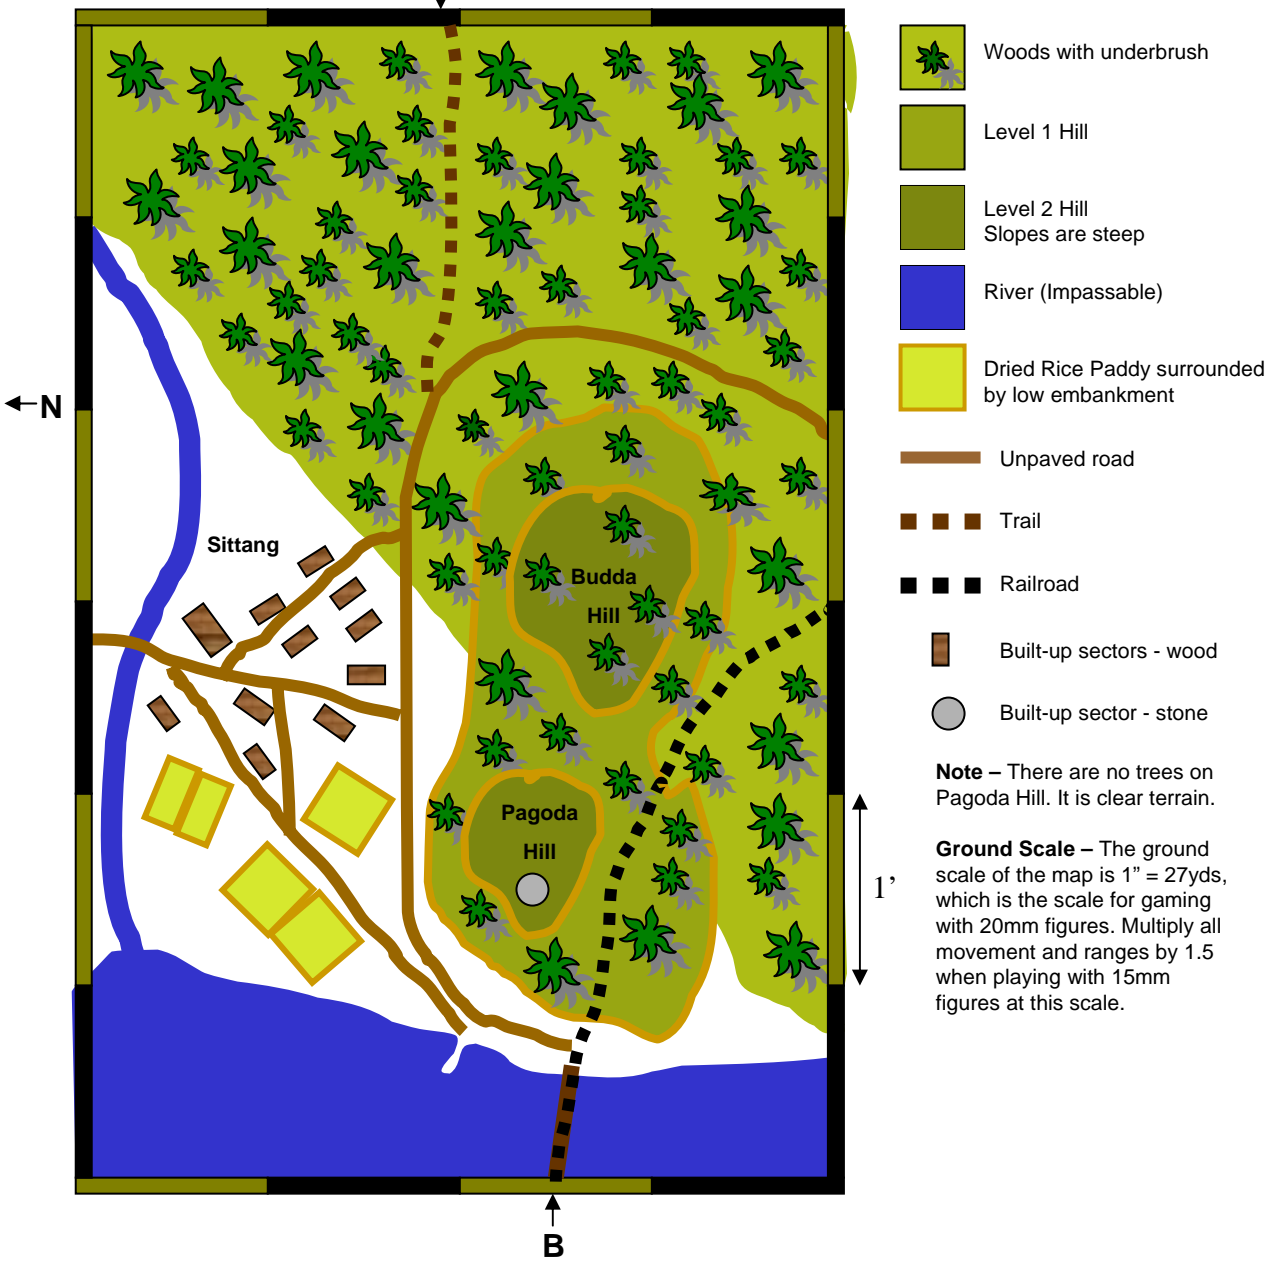 Woods with underbrush
Level 1 Hill
Level 2 Hill
Slopes are steep
River (Impassable)
Dried Rice Paddy surrounded
by low embankment
N
Unpaved road
Trail
Sittang
Railroad
Budda
Hill
Built-up sectors - wood
Built-up sector - stone
Note – There are no trees on
Pagoda Hill. It is clear terrain.
Pagoda
Hill
Ground Scale – The ground
scale of the map is 1” = 27yds,
which is the scale for gaming
with 20mm figures. Multiply all
movement and ranges by 1.5
when playing with 15mm
figures at this scale.
1’
B